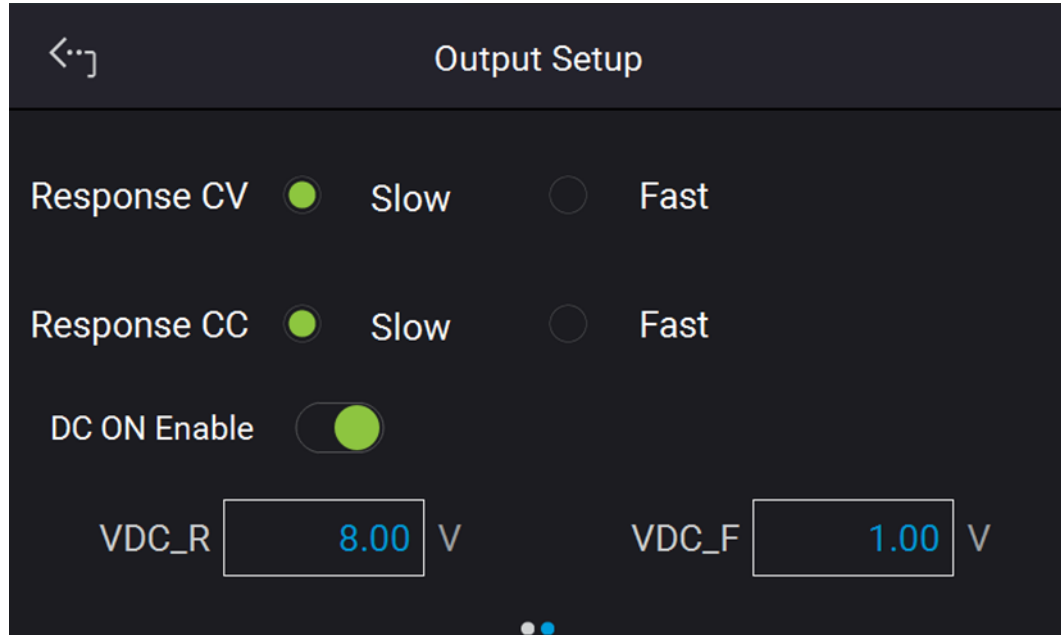 Output Setup
Response CV Slow Fast
Response CC Slow Fast
DC ON Enable
VDC_R 8.00 V VDC_F 1.00 V